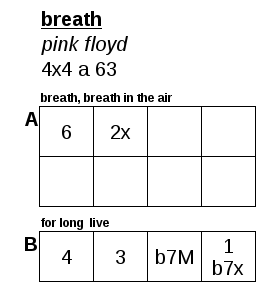 breath
pink floyd
4x4 a 63
breath, breath in the air
A
6 2x
for long live
B
4 3 b7M 1
b7x